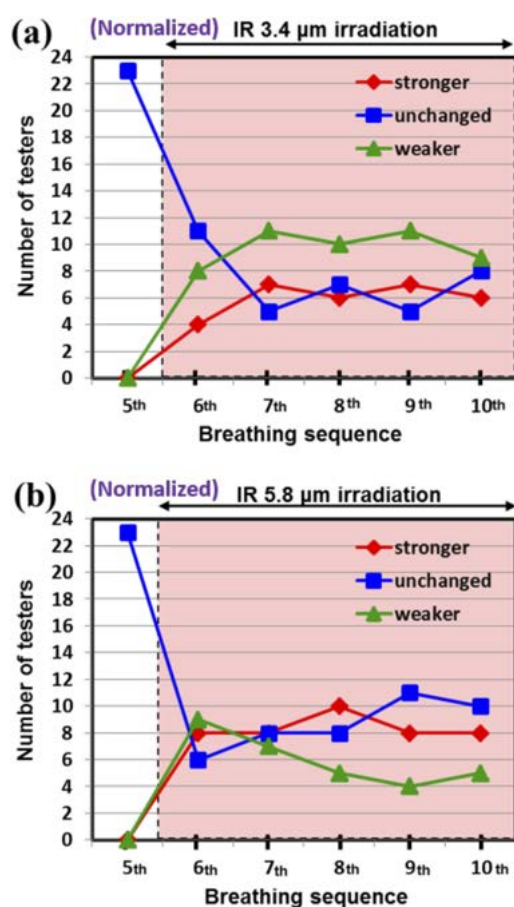 (a)
(Normalized)
IR 3.4 μm irradiation
24
22
20
18
16
14
12
10
8
6
4
2
0
stronger
unchanged
weaker
Number of testers
5th 6th 7th 8th 9th 10th
Breathing sequence
(b)
(Normalized)
IR 5.8 μm irradiation
24
22
20
18
16
14
12
10
8
6
4
2
0
stronger
unchanged
weaker
Number of testers
5th 6th 7th 8th 9th 10th
Breathing sequence